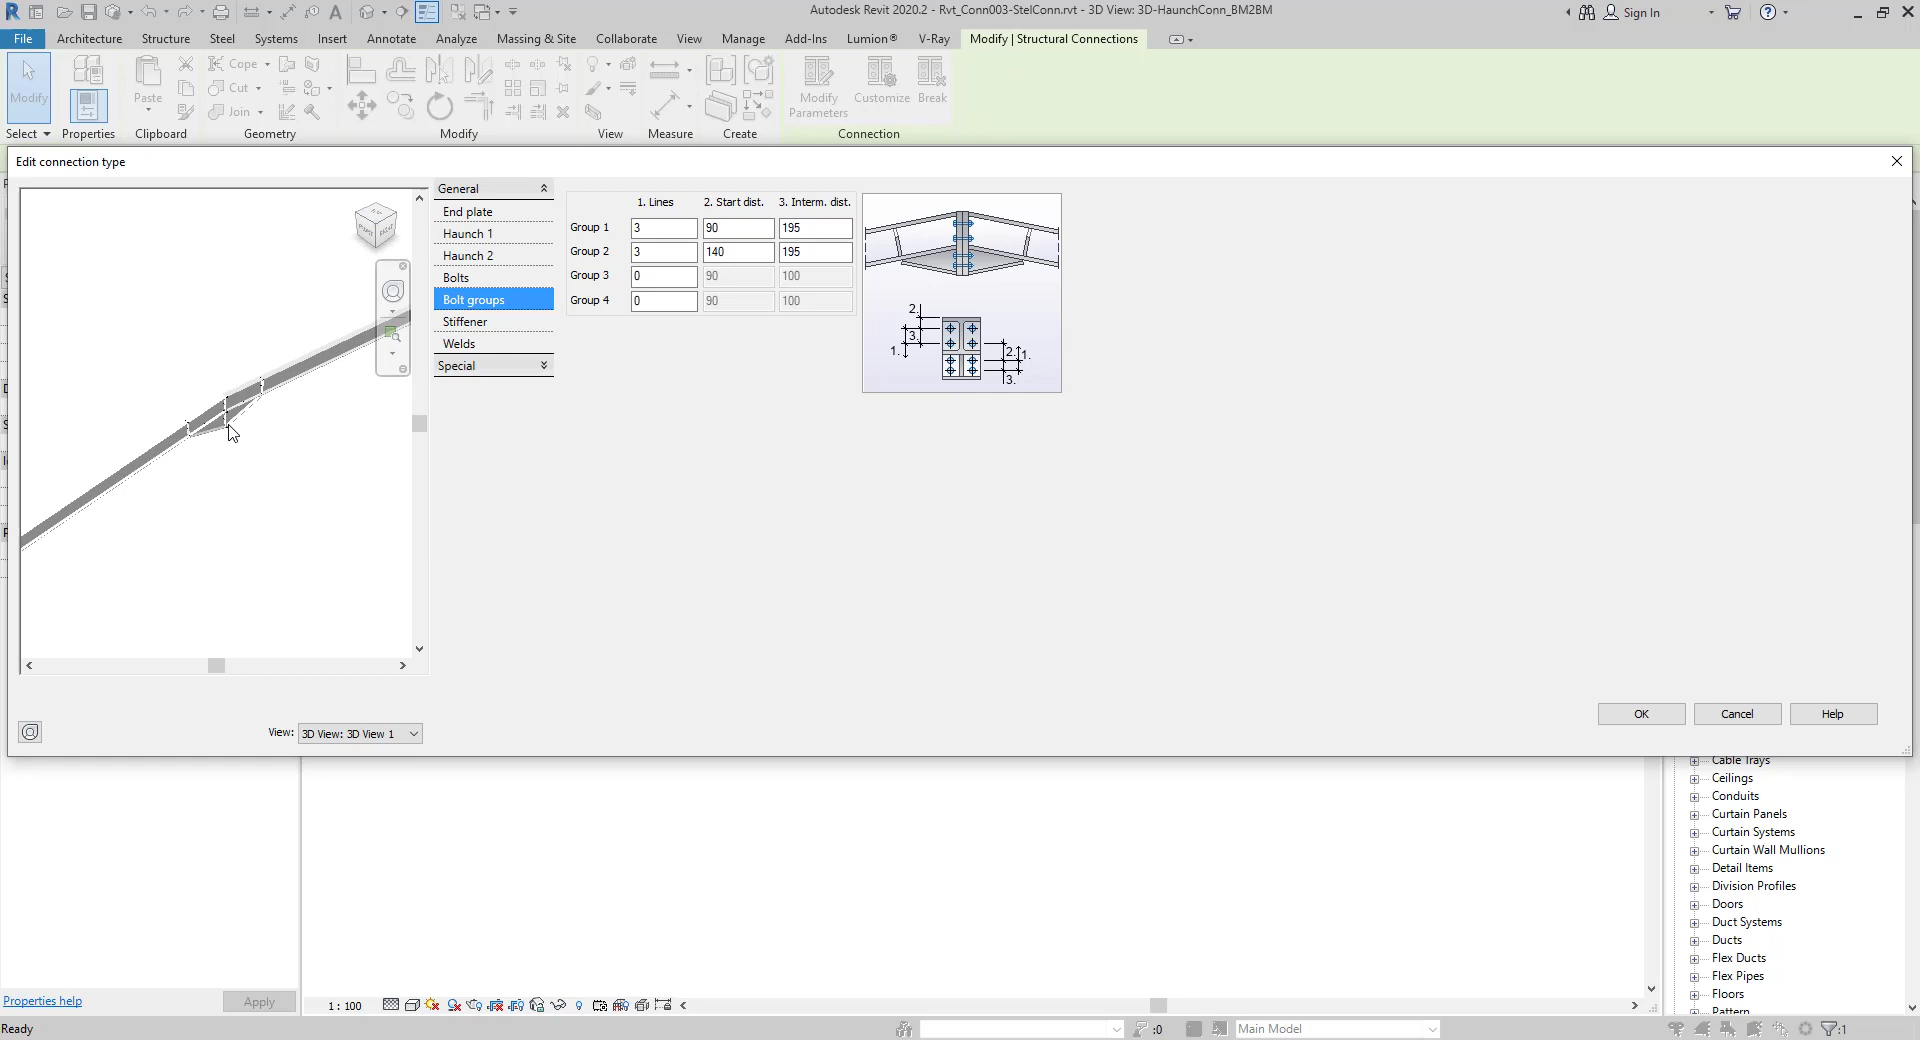 Autodesk Revit 2020.2 - Rvt_Conn003-StelConn.rvt - 3D View: 3D-HaunchConn_BM2BM
Sign In
File Architecture Structure Steel Systems Insert Annotate Analyze Massing & Site Collaborate View Manage Add-Ins Lumion® V-Ray Modify | Structural Connections
Modify
Paste
Cope
Cut
Join
Modify Parameters
Customize
Break
Select Properties Clipboard Geometry Modify View Measure Create Connection
Edit connection type
General
End plate
Haunch 1
Haunch 2
Bolts
Bolt groups
Stiffener
Welds
Special
1. Lines 2. Start dist. 3. Interm. dist.
Group 1 3 90 195
Group 2 3 140 195
Group 3 0 90 100
Group 4 0 90 100
2.
3.
1.
2. 1.
3.
View: 3D View: 3D View 1
OK Cancel Help
Cable Trays
Ceilings
Conduits
Curtain Panels
Curtain Systems
Curtain Wall Mullions
Detail Items
Division Profiles
Doors
Duct Systems
Ducts
Flex Ducts
Flex Pipes
Floors
Pattern
Properties help Apply
1 : 100
Ready
:0
Main Model
:1